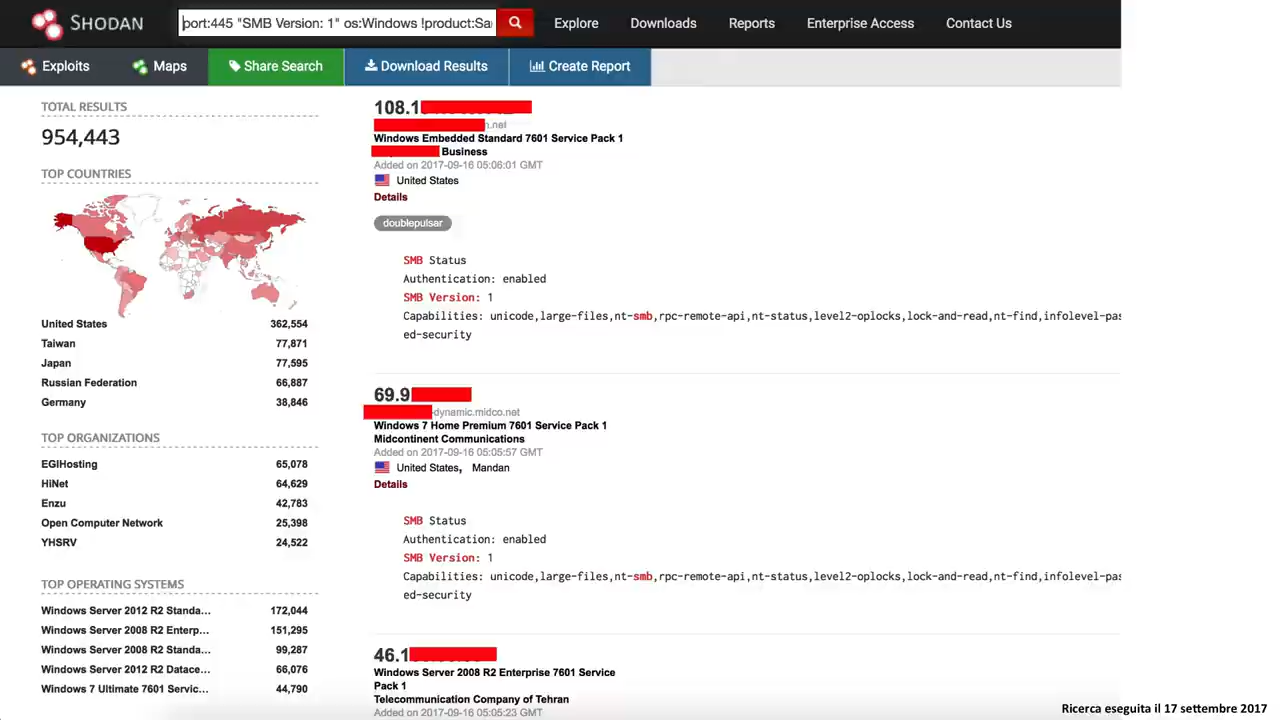 SHODAN
port:445 "SMB Version: 1" os:Windows !product:Sa
Explore
Downloads
Reports
Enterprise Access
Contact Us
Exploits
Maps
Share Search
Download Results
Create Report
TOTAL RESULTS
954,443
TOP COUNTRIES
United States 362,554
Taiwan 77,871
Japan 77,595
Russian Federation 66,887
Germany 38,846
TOP ORGANIZATIONS
EGIHosting 65,078
HiNet 64,629
Enzu 42,783
Open Computer Network 25,398
YHSRV 24,522
TOP OPERATING SYSTEMS
Windows Server 2012 R2 Standa... 172,044
Windows Server 2008 R2 Enterp... 151,295
Windows Server 2008 R2 Standa... 99,287
Windows Server 2012 R2 Datace... 66,076
Windows 7 Ultimate 7601 Servic... 44,790
108.1
.net
Windows Embedded Standard 7601 Service Pack 1
Business
Added on 2017-09-16 05:06:01 GMT
United States
Details
doublepulsar
SMB Status
Authentication: enabled
SMB Version: 1
Capabilities: unicode,large-files,nt-smb,rpc-remote-api,nt-status,level2-oplocks,lock-and-read,nt-find,infolevel-pas
ed-security
69.9
-dynamic.midco.net
Windows 7 Home Premium 7601 Service Pack 1
Midcontinent Communications
Added on 2017-09-16 05:05:57 GMT
United States, Mandan
Details
SMB Status
Authentication: enabled
SMB Version: 1
Capabilities: unicode,large-files,nt-smb,rpc-remote-api,nt-status,level2-oplocks,lock-and-read,nt-find,infolevel-pas
ed-security
46.1
Windows Server 2008 R2 Enterprise 7601 Service
Pack 1
Telecommunication Company of Tehran
Added on 2017-09-16 05:05:23 GMT
Ricerca eseguita il 17 settembre 2017